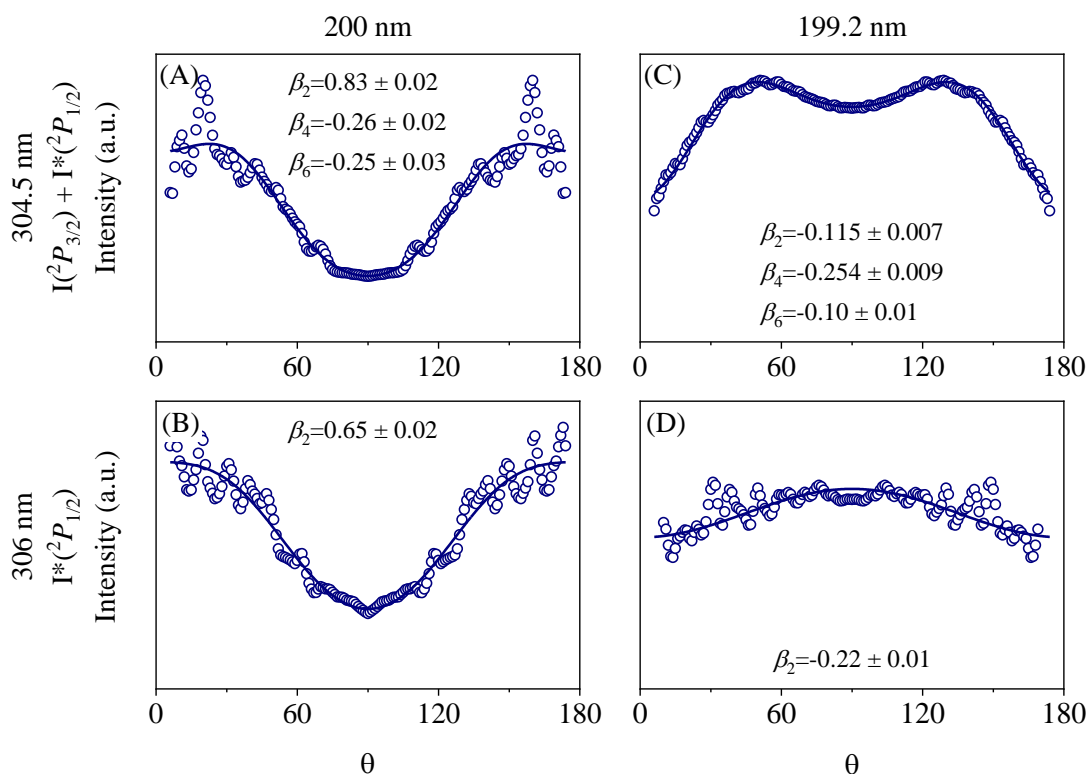 200 nm
199.2 nm
304.5 nm
I(²P₃/₂) + I*(²P₁/₂)
Intensity (a.u.)
(A)
β₂=0.83 ± 0.02
β₄=-0.26 ± 0.02
β₆=-0.25 ± 0.03
0 60 120 180
(C)
β₂=-0.115 ± 0.007
β₄=-0.254 ± 0.009
β₆=-0.10 ± 0.01
0 60 120 180
306 nm
I*(²P₁/₂)
Intensity (a.u.)
(B)
β₂=0.65 ± 0.02
0 60 120 180
θ
(D)
β₂=-0.22 ± 0.01
0 60 120 180
θ